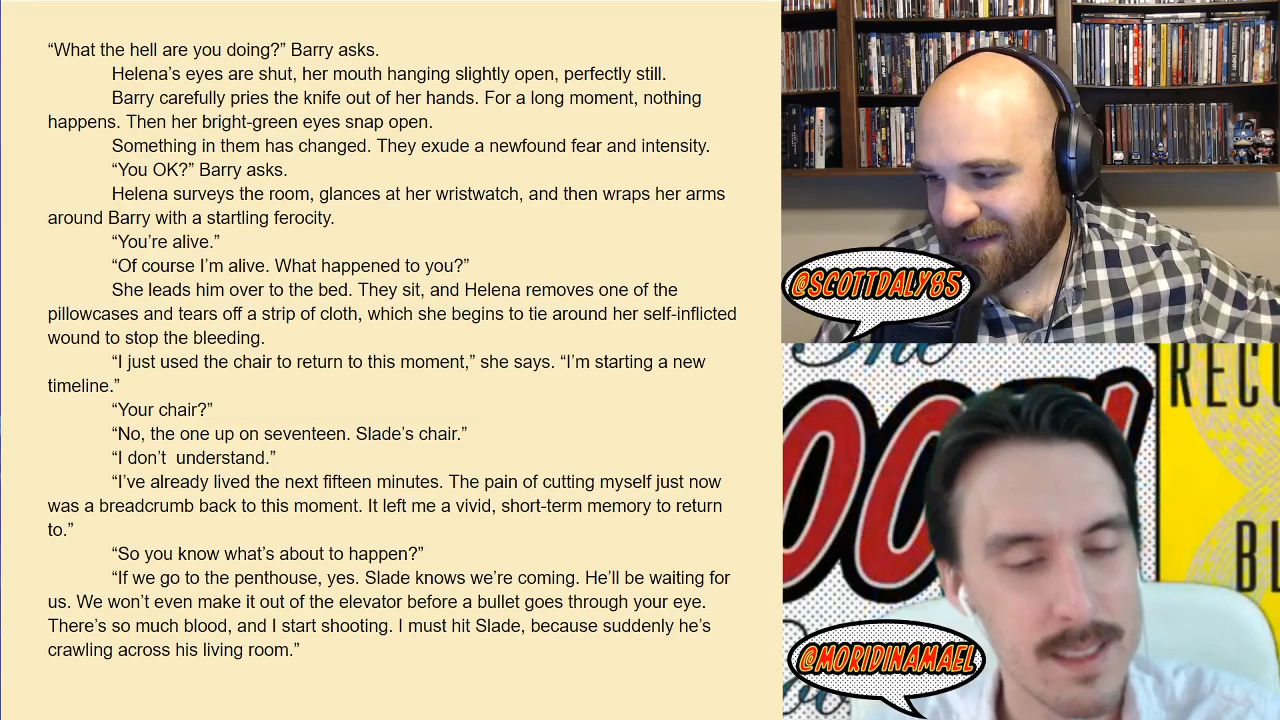 “What the hell are you doing?” Barry asks.
Helena’s eyes are shut, her mouth hanging slightly open, perfectly still.
Barry carefully pries the knife out of her hands. For a long moment, nothing
happens. Then her bright-green eyes snap open.
Something in them has changed. They exude a newfound fear and intensity.
“You OK?” Barry asks.
Helena surveys the room, glances at her wristwatch, and then wraps her arms
around Barry with a startling ferocity.
“You’re alive.”
“Of course I’m alive. What happened to you?”
She leads him over to the bed. They sit, and Helena removes one of the
pillowcases and tears off a strip of cloth, which she begins to tie around her self-inflicted
wound to stop the bleeding.
“I just used the chair to return to this moment,” she says. “I’m starting a new
timeline.”
“Your chair?”
“No, the one up on seventeen. Slade’s chair.”
“I don’t  understand.”
“I’ve already lived the next fifteen minutes. The pain of cutting myself just now
was a breadcrumb back to this moment. It left me a vivid, short-term memory to return
to.”
“So you know what’s about to happen?”
“If we go to the penthouse, yes. Slade knows we’re coming. He’ll be waiting for
us. We won’t even make it out of the elevator before a bullet goes through your eye.
There’s so much blood, and I start shooting. I must hit Slade, because suddenly he’s
crawling across his living room.”
@SCOTTDALY85
The
OO
REC
BL
@MORIDINAMAEL